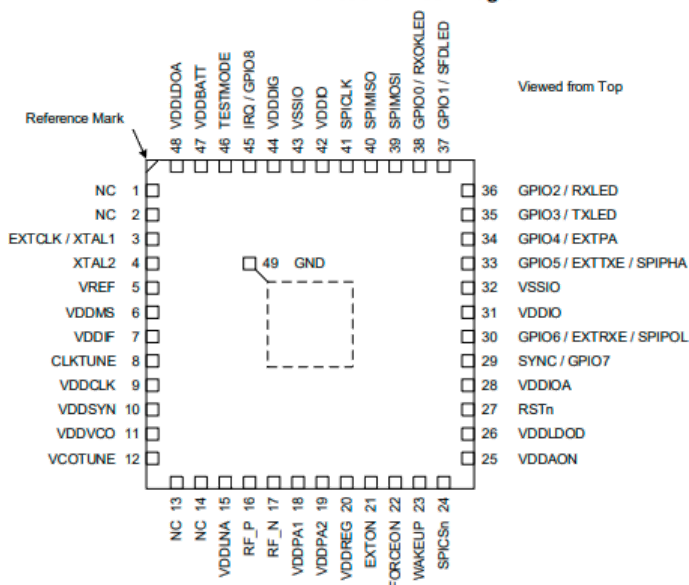 48 VDDLDOA
47 VDDBATT
46 TESTMODE
45 IRQ / GPIO8
44 VDDDIG
43 VSSIO
42 VDDIO
41 SPICLK
40 SPIMISO
39 SPIMOSI
38 GPIO0 / RXOKLED
37 GPIO1 / SFDLED
Viewed from Top
Reference Mark
NC 1
NC 2
EXTCLK / XTAL1 3
XTAL2 4
VREF 5
VDDMS 6
VDDIF 7
CLKTUNE 8
VDDCLK 9
VDDSYN 10
VDDVCO 11
VCOTUNE 12
49 GND
36 GPIO2 / RXLED
35 GPIO3 / TXLED
34 GPIO4 / EXTPA
33 GPIO5 / EXTTXE / SPIPHA
32 VSSIO
31 VDDIO
30 GPIO6 / EXTRXE / SPIPOL
29 SYNC / GPIO7
28 VDDIOA
27 RSTn
26 VDDLDOD
25 VDDAON
NC 13
NC 14
VDDLNA 15
RF_P 16
RF_N 17
VDDPA1 18
VDDPA2 19
VDDREG 20
EXTON 21
FORCEON 22
WAKEUP 23
SPICSn 24